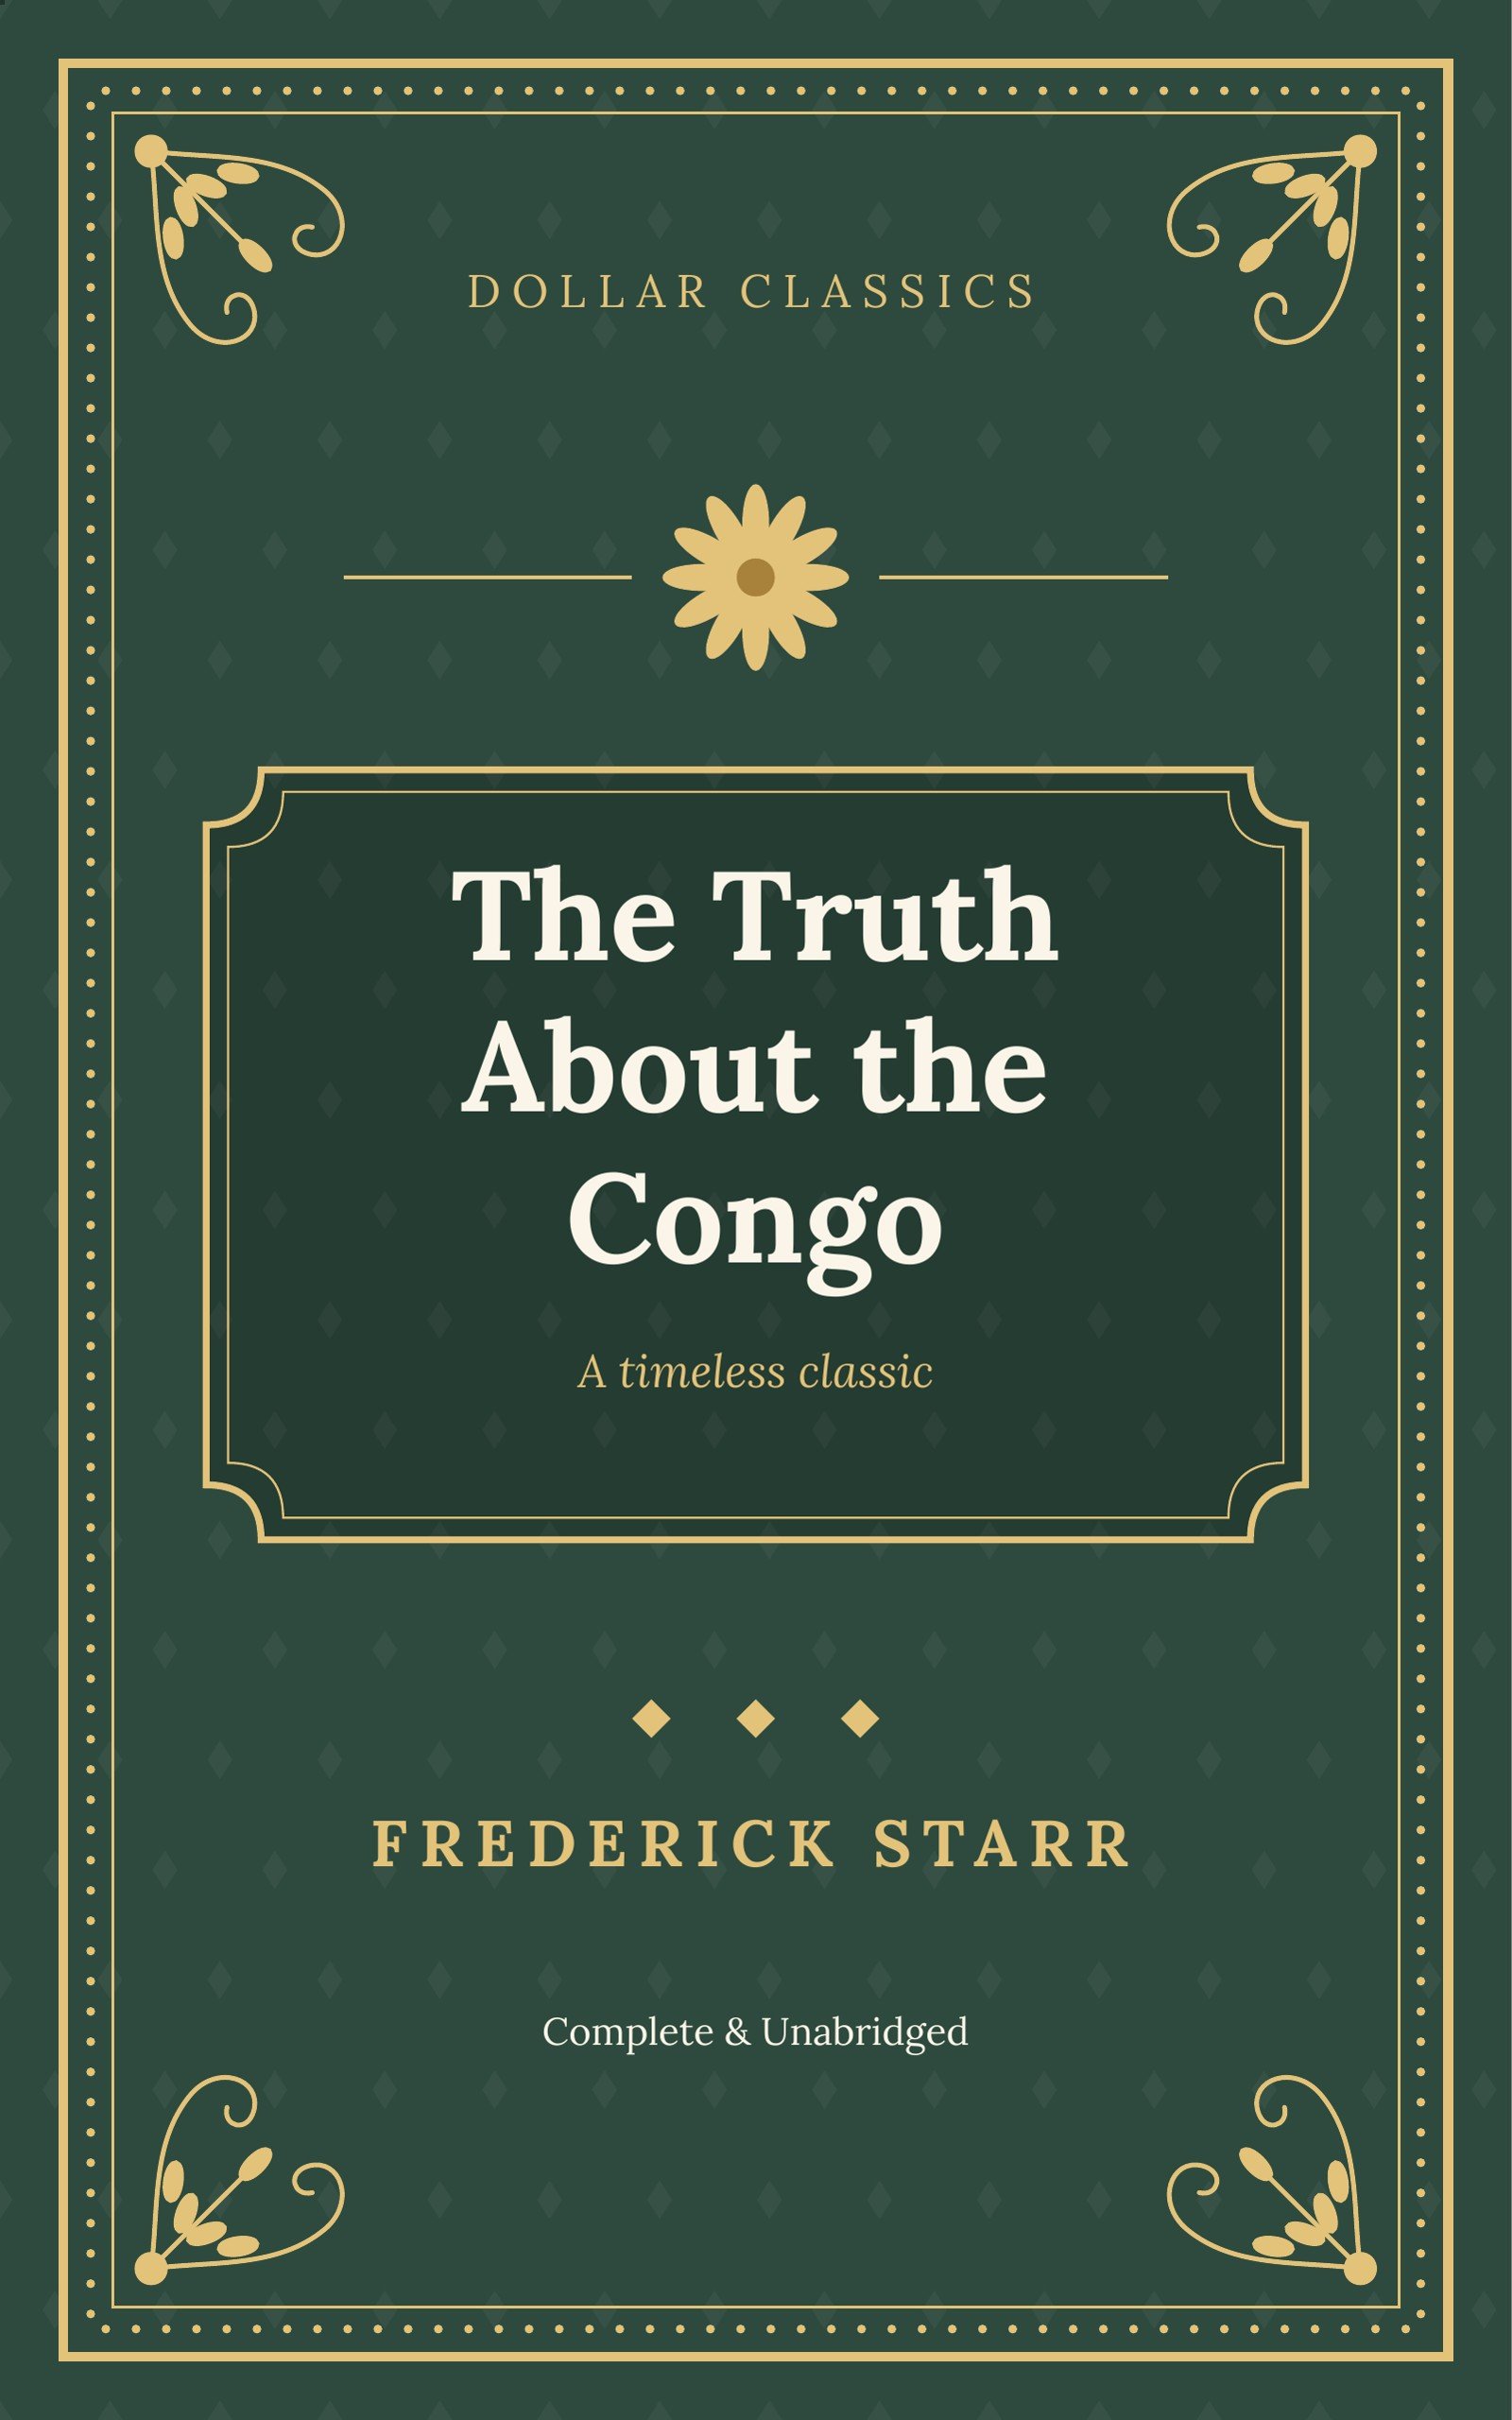 DOLLAR CLASSICS
The Truth
About the
Congo
A timeless classic
FREDERICK STARR
Complete & Unabridged